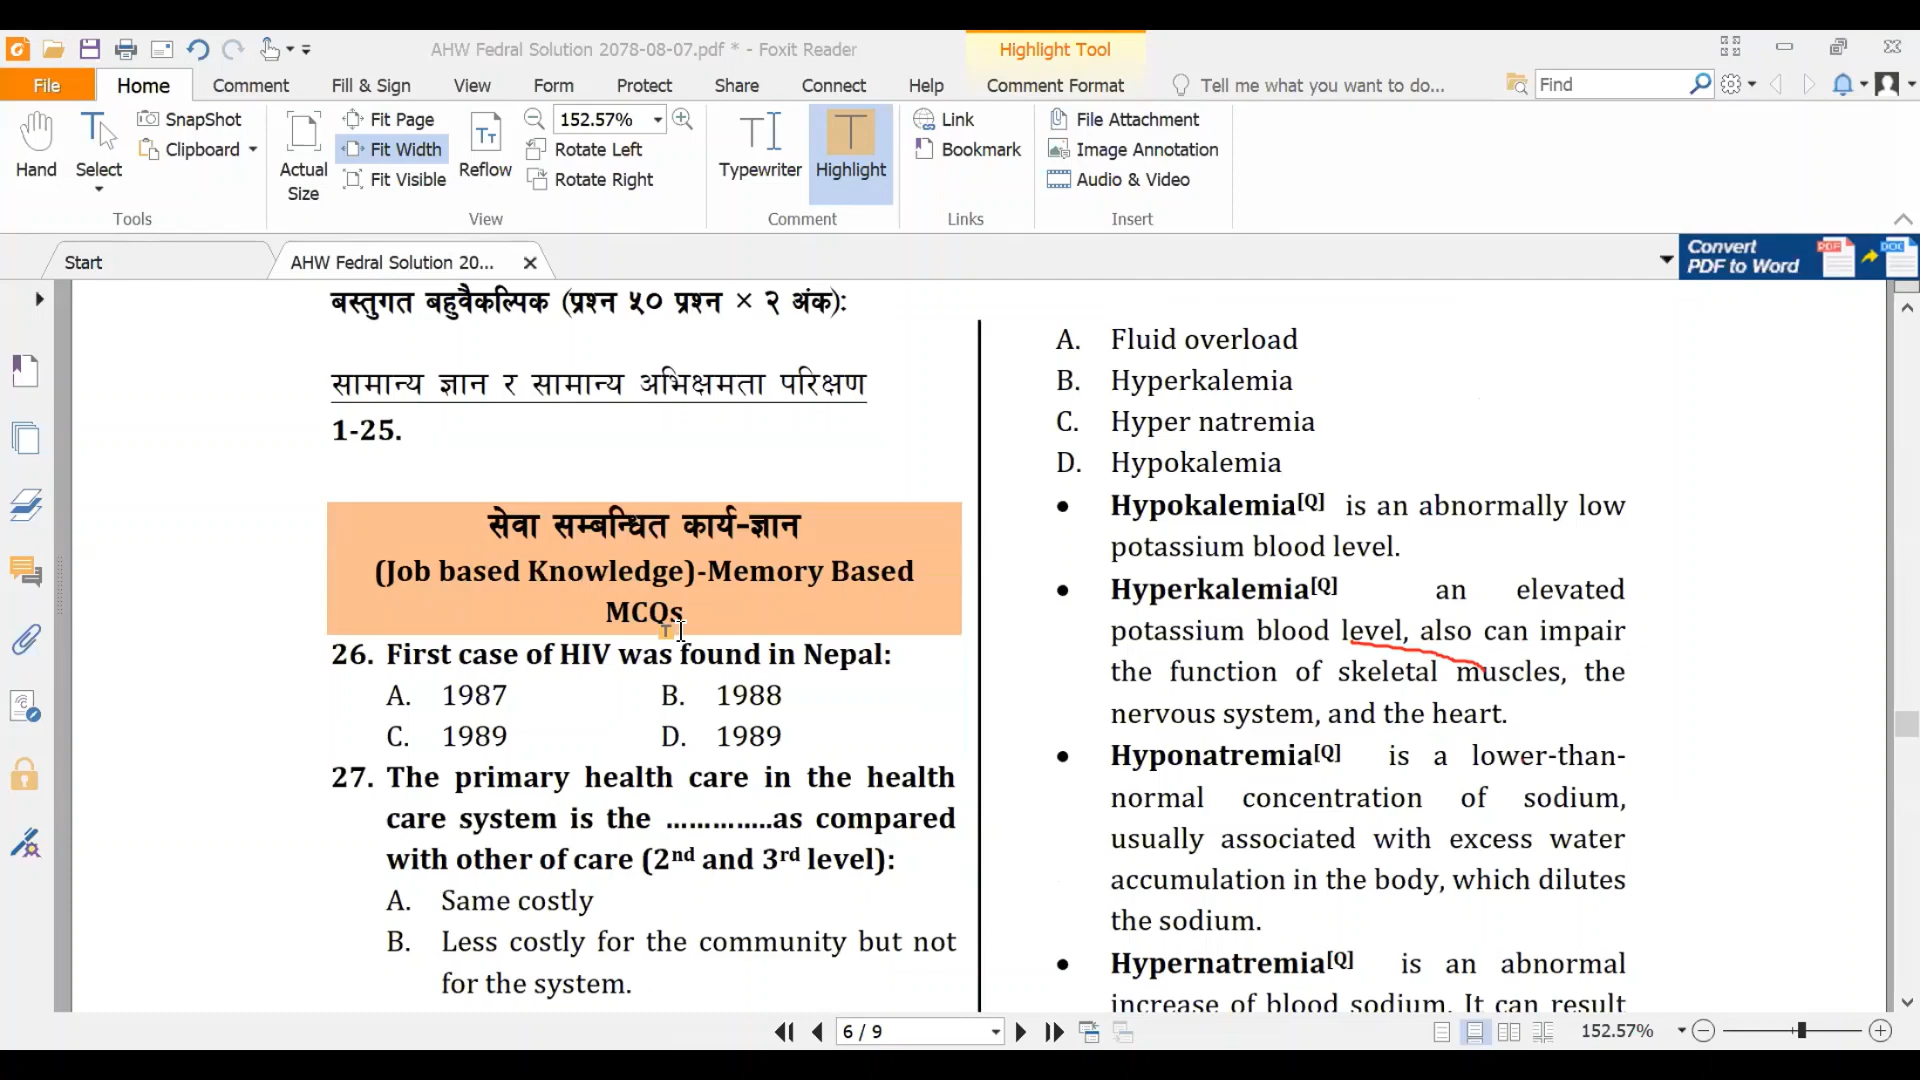 AHW Fedral Solution 2078-08-07.pdf * - Foxit Reader
Highlight Tool
File
Home
Comment
Fill & Sign
View
Form
Protect
Share
Connect
Help
Comment Format
Tell me what you want to do...
Find
Hand
Select
SnapShot
Clipboard
Tools
Actual
Size
Fit Page
Fit Width
Fit Visible
Reflow
152.57%
Rotate Left
Rotate Right
View
Typewriter
Highlight
Comment
Link
Bookmark
Links
File Attachment
Image Annotation
Audio & Video
Insert
Start
AHW Fedral Solution 20...
Convert
PDF to Word
PDF
DOC
बस्तुगत बहुवैकल्पिक (प्रश्न ५० प्रश्न × २ अंक):
सामान्य ज्ञान र सामान्य अभिक्षमता परिक्षण
1-25.
सेवा सम्बन्धित कार्य-ज्ञान
(Job based Knowledge)-Memory Based
MCQs
26. First case of HIV was found in Nepal:
A. 1987 B. 1988
C. 1989 D. 1989
27. The primary health care in the health
care system is the …………..as compared
with other of care (2nd and 3rd level):
A. Same costly
B. Less costly for the community but not
for the system.
A. Fluid overload
B. Hyperkalemia
C. Hyper natremia
D. Hypokalemia
• Hypokalemia[Q] is an abnormally low
potassium blood level.
• Hyperkalemia[Q] an elevated
potassium blood level, also can impair
the function of skeletal muscles, the
nervous system, and the heart.
• Hyponatremia[Q] is a lower-than-
normal concentration of sodium,
usually associated with excess water
accumulation in the body, which dilutes
the sodium.
• Hypernatremia[Q] is an abnormal
increase of blood sodium. It can result
6 / 9
152.57%